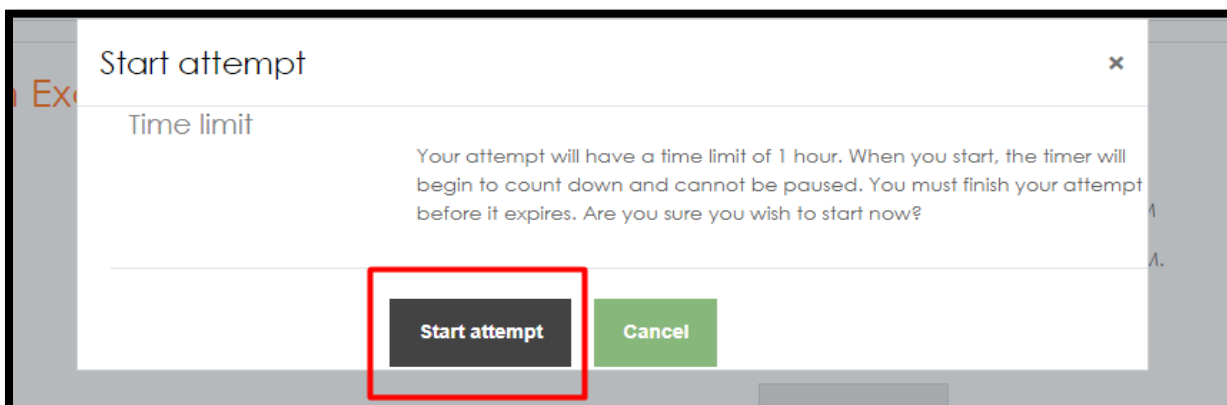 Start attempt
×
Time limit
Your attempt will have a time limit of 1 hour. When you start, the timer will
begin to count down and cannot be paused. You must finish your attempt
before it expires. Are you sure you wish to start now?
Start attempt
Cancel